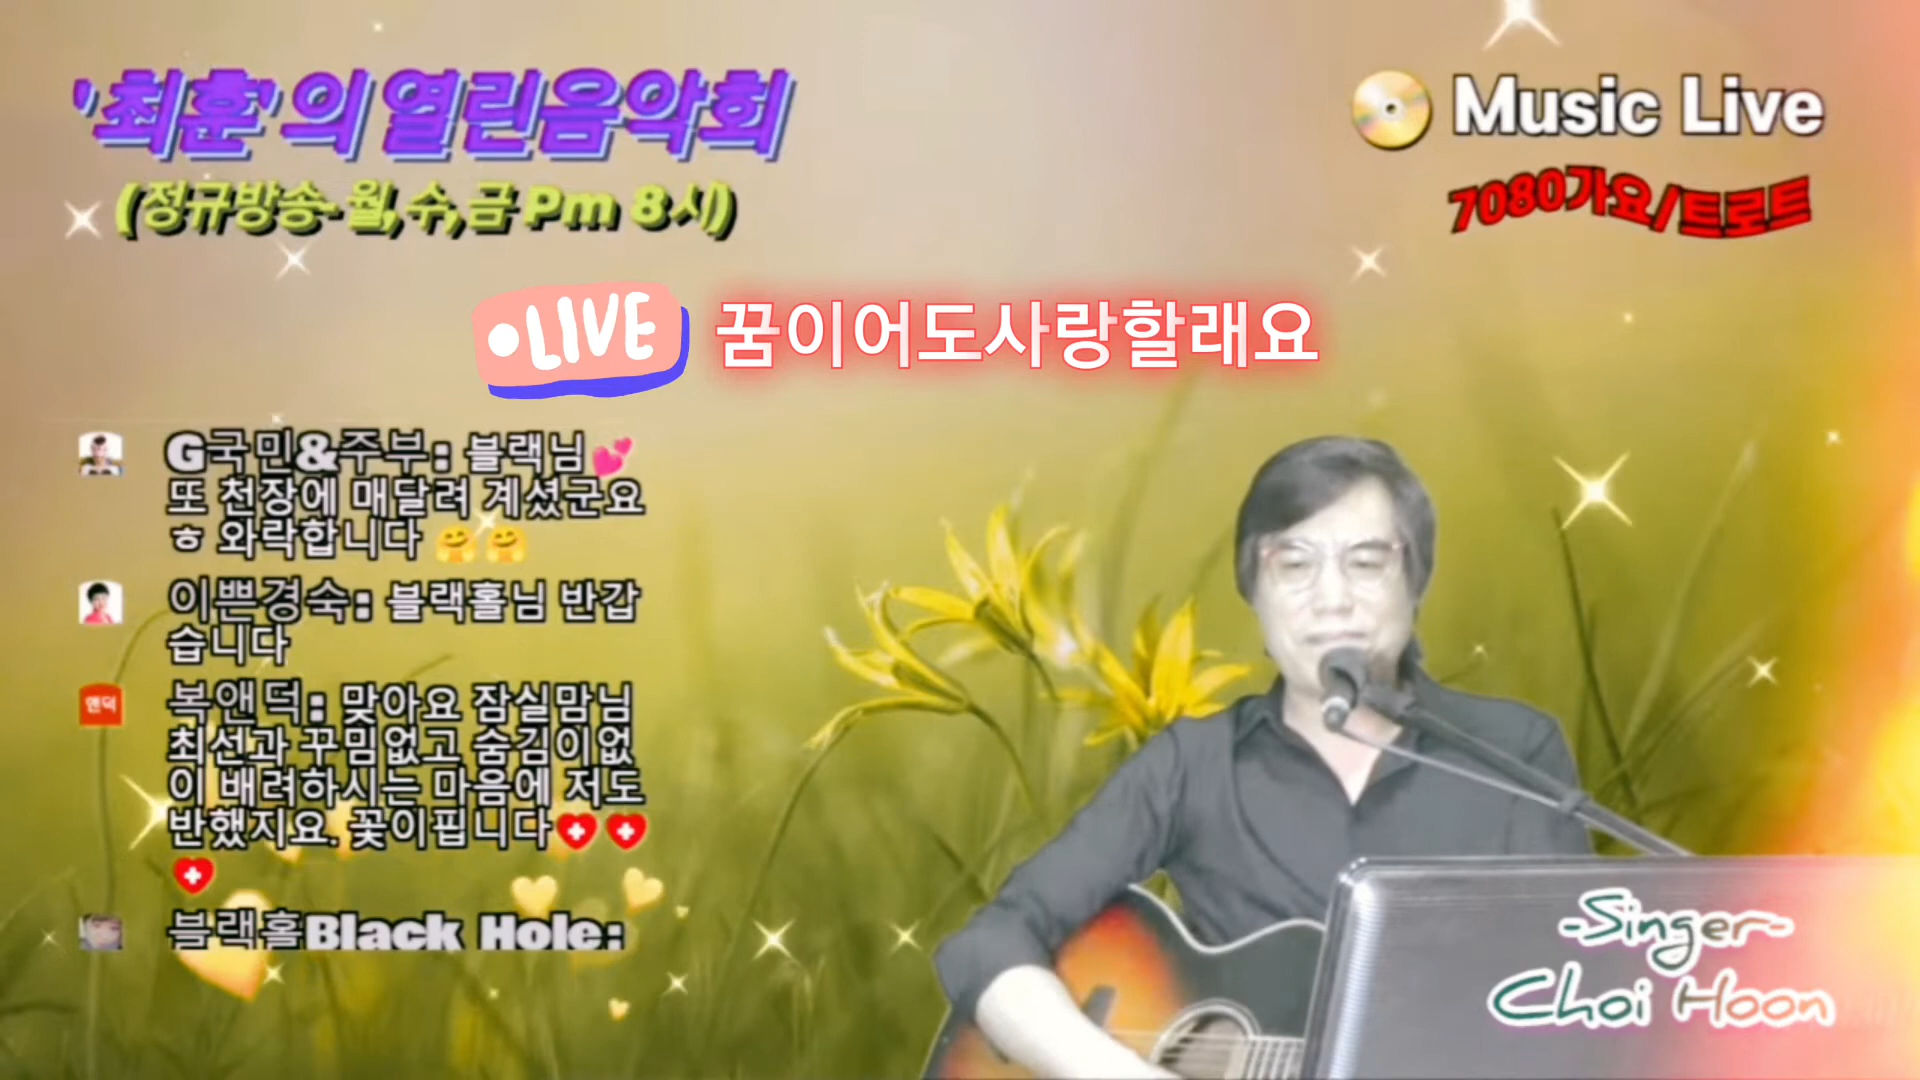 '최훈'의 열린음악회
(정규방송-월,수,금 Pm 8시)
Music Live
7080가요/트로트
LIVE 꿈이어도사랑할래요
G국민&주부: 블랙님💕
또 천장에 매달려 계셨군요
ㅎ 와락합니다 🤗🤗
이쁜경숙: 블랙홀님 반갑
습니다
앤덕
복앤덕: 맞아요 잠실맘님
최선과 꾸밈없고 숨김이없
이 배려하시는 마음에 저도
반했지요. 꽃이핍니다
블랙홀Black Hole:
-Singer-
Choi Hoon